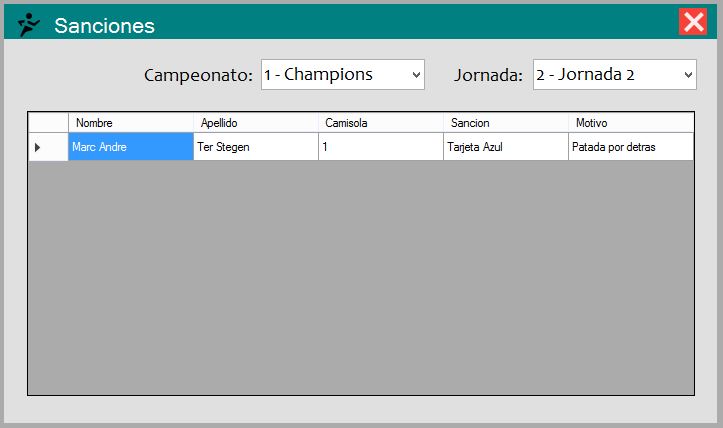 Sanciones
Campeonato: 1 - Champions Jornada: 2 - Jornada 2
Nombre Apellido Camisola Sancion Motivo
Marc Andre Ter Stegen 1 Tarjeta Azul Patada por detras